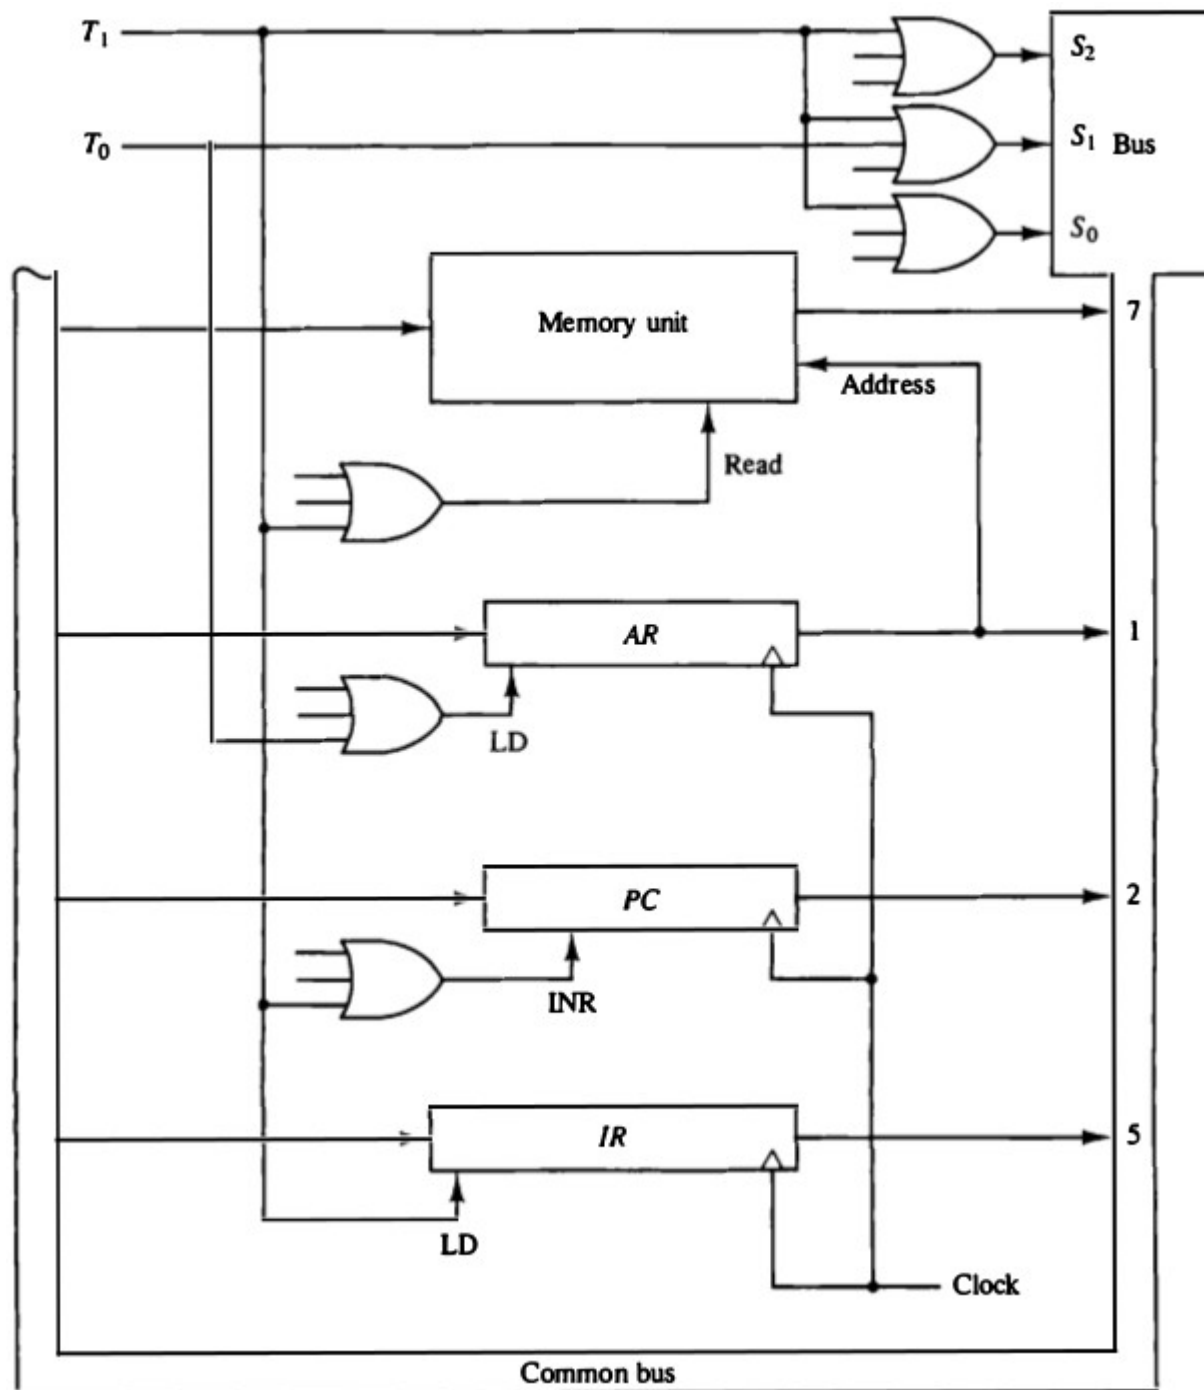 T1
S2
T0
S1
Bus
S0
Memory unit
7
Address
Read
AR
1
LD
PC
2
INR
IR
5
LD
Clock
Common bus